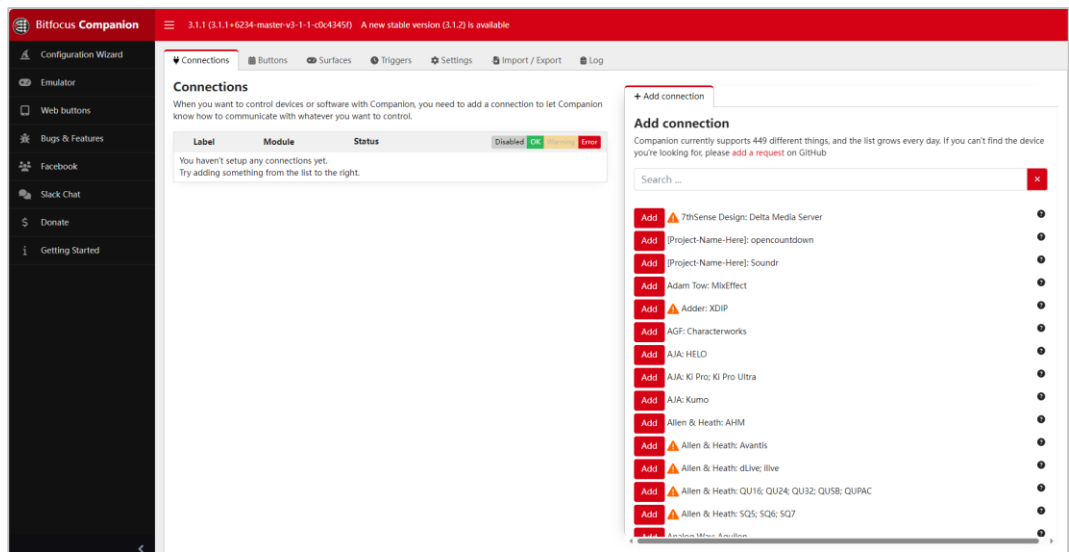 Bitfocus Companion
3.1.1 (3.1.1+6234-master-v3-1-1-c0c4345f) A new stable version (3.1.2) is available
Configuration Wizard
Emulator
Web buttons
Bugs & Features
Facebook
Slack Chat
Donate
Getting Started
Connections Buttons Surfaces Triggers Settings Import / Export Log
Connections
When you want to control devices or software with Companion, you need to add a connection to let Companion
know how to communicate with whatever you want to control.
Label Module Status Disabled OK Warning Error
You haven't setup any connections yet.
Try adding something from the list to the right.
+ Add connection
Add connection
Companion currently supports 449 different things, and the list grows every day. If you can't find the device
you're looking for, please add a request on GitHub
Search ...
Add 7thSense Design: Delta Media Server
Add [Project-Name-Here]: opencountdown
Add [Project-Name-Here]: Soundr
Add Adam Tow: MixEffect
Add Adder: XDIP
Add AGF: Characterworks
Add AJA: HELO
Add AJA: Ki Pro; Ki Pro Ultra
Add AJA: Kumo
Add Allen & Heath: AHM
Add Allen & Heath: Avantis
Add Allen & Heath: dLive; ilive
Add Allen & Heath: QU16; QU24; QU32; QUSB; QUPAC
Add Allen & Heath: SQ5; SQ6; SQ7
Add Analog Way: Aquilon